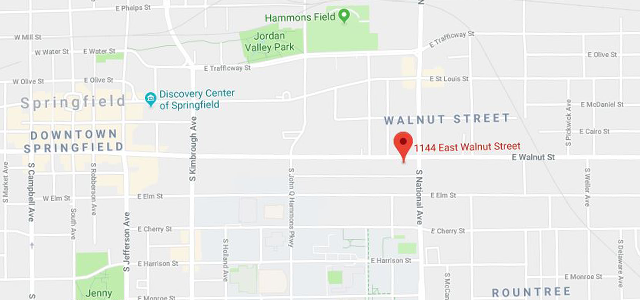 E Phelps St
Hammons Field
Jordan
Valley Park
W Mill St
E Trafficway St
W Water St
E Water St
E Trafficway St
W Olive St
E Olive St
E St Louis St
Springfield
Discovery Center
of Springfield
E McDaniel St
WALNUT STREET
S Pickwick Ave
E Cairo St
DOWNTOWN
SPRINGFIELD
S Kimbrough Ave
1144 East Walnut Street
E Walnut St
S Market Ave
S Campbell Ave
S Robberson Ave
S John Q Hammons Pkwy
S National Ave
S Weller Ave
W Elm St
E Elm St
E Elm St
South Ave
S Jefferson Ave
E Cherry St
E Cherry St
S Holland Ave
S Delaware Ave
E Harrison St
E Harrison St
Jenny
E Monroe St
S McCann
E Monroe St
ROUNTREE